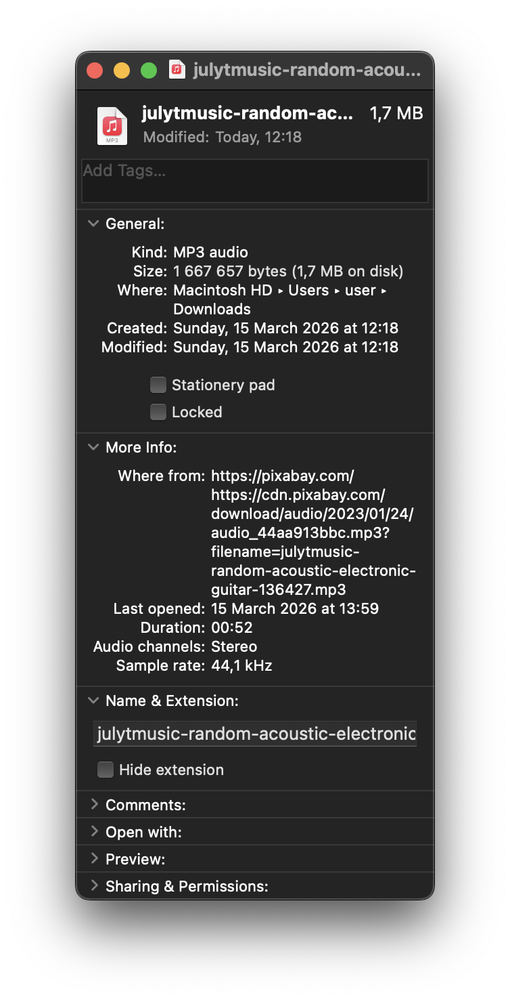 julytmusic-random-acou...
julytmusic-random-ac... 1,7 MB
MP3
Modified: Today, 12:18
Add Tags...
General:
Kind: MP3 audio
Size: 1 667 657 bytes (1,7 MB on disk)
Where: Macintosh HD ▸ Users ▸ user ▸
Downloads
Created: Sunday, 15 March 2026 at 12:18
Modified: Sunday, 15 March 2026 at 12:18
Stationery pad
Locked
More Info:
Where from: https://pixabay.com/
https://cdn.pixabay.com/
download/audio/2023/01/24/
audio_44aa913bbc.mp3?
filename=julytmusic-
random-acoustic-electronic-
guitar-136427.mp3
Last opened: 15 March 2026 at 13:59
Duration: 00:52
Audio channels: Stereo
Sample rate: 44,1 kHz
Name & Extension:
julytmusic-random-acoustic-electronic
Hide extension
Comments:
Open with:
Preview:
Sharing & Permissions: